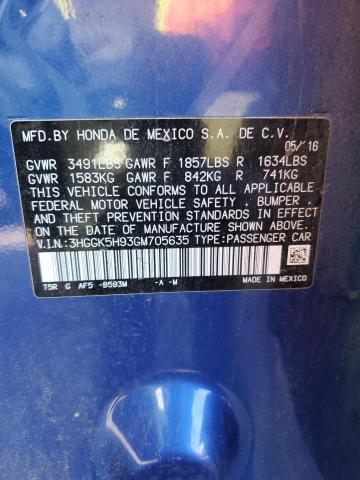 MFD.BY HONDA DE MEXICO S.A. DE C.V.
05/'16
GVWR 3491LBS GAWR F 1857LBS R 1634LBS
GVWR 1583KG GAWR F 842KG R 741KG
THIS VEHICLE CONFORMS TO ALL
APPLICABLE U.S.
FEDERAL MOTOR VEHICLE SAFETY , BUMPER ,
AND THEFT PREVENTION STANDARDS IN EFFECT
ON THE DATE OF MANUFACTURE SHOWN ABOVE.
V.I.N.:3HGGK5H93GM705635 TYPE:PASSENGER CAR
T5R G AF5 -B593M -A -M
MADE IN MEXICO